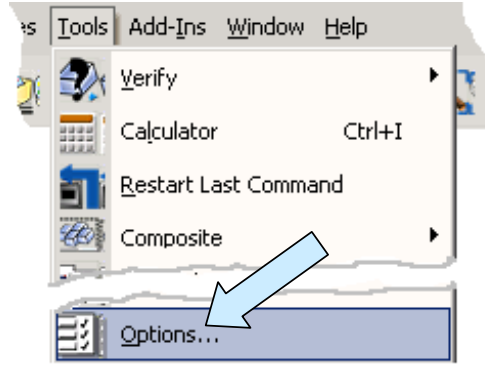 es Tools Add-Ins Window Help
Verify
Calculator Ctrl+I
Restart Last Command
Composite
Options...